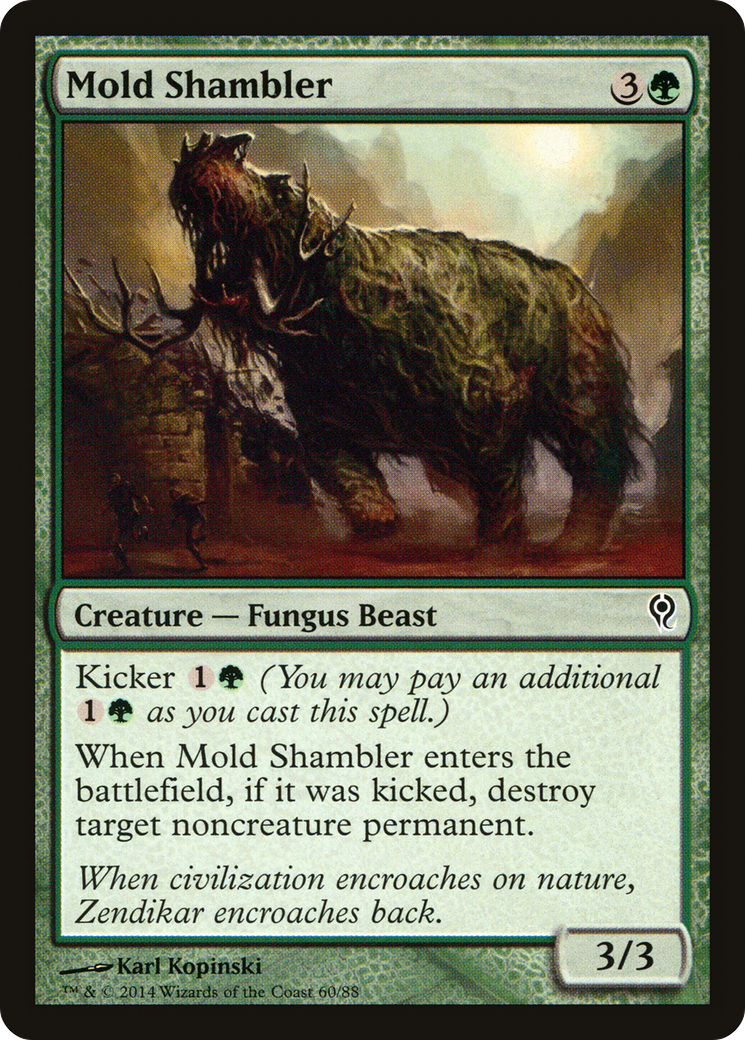 Mold Shambler 3
Creature — Fungus Beast
Kicker 1 (You may pay an additional
1 as you cast this spell.)
When Mold Shambler enters the
battlefield, if it was kicked, destroy
target noncreature permanent.
When civilization encroaches on nature,
Zendikar encroaches back.
3/3
Karl Kopinski
™ & © 2014 Wizards of the Coast 60/88